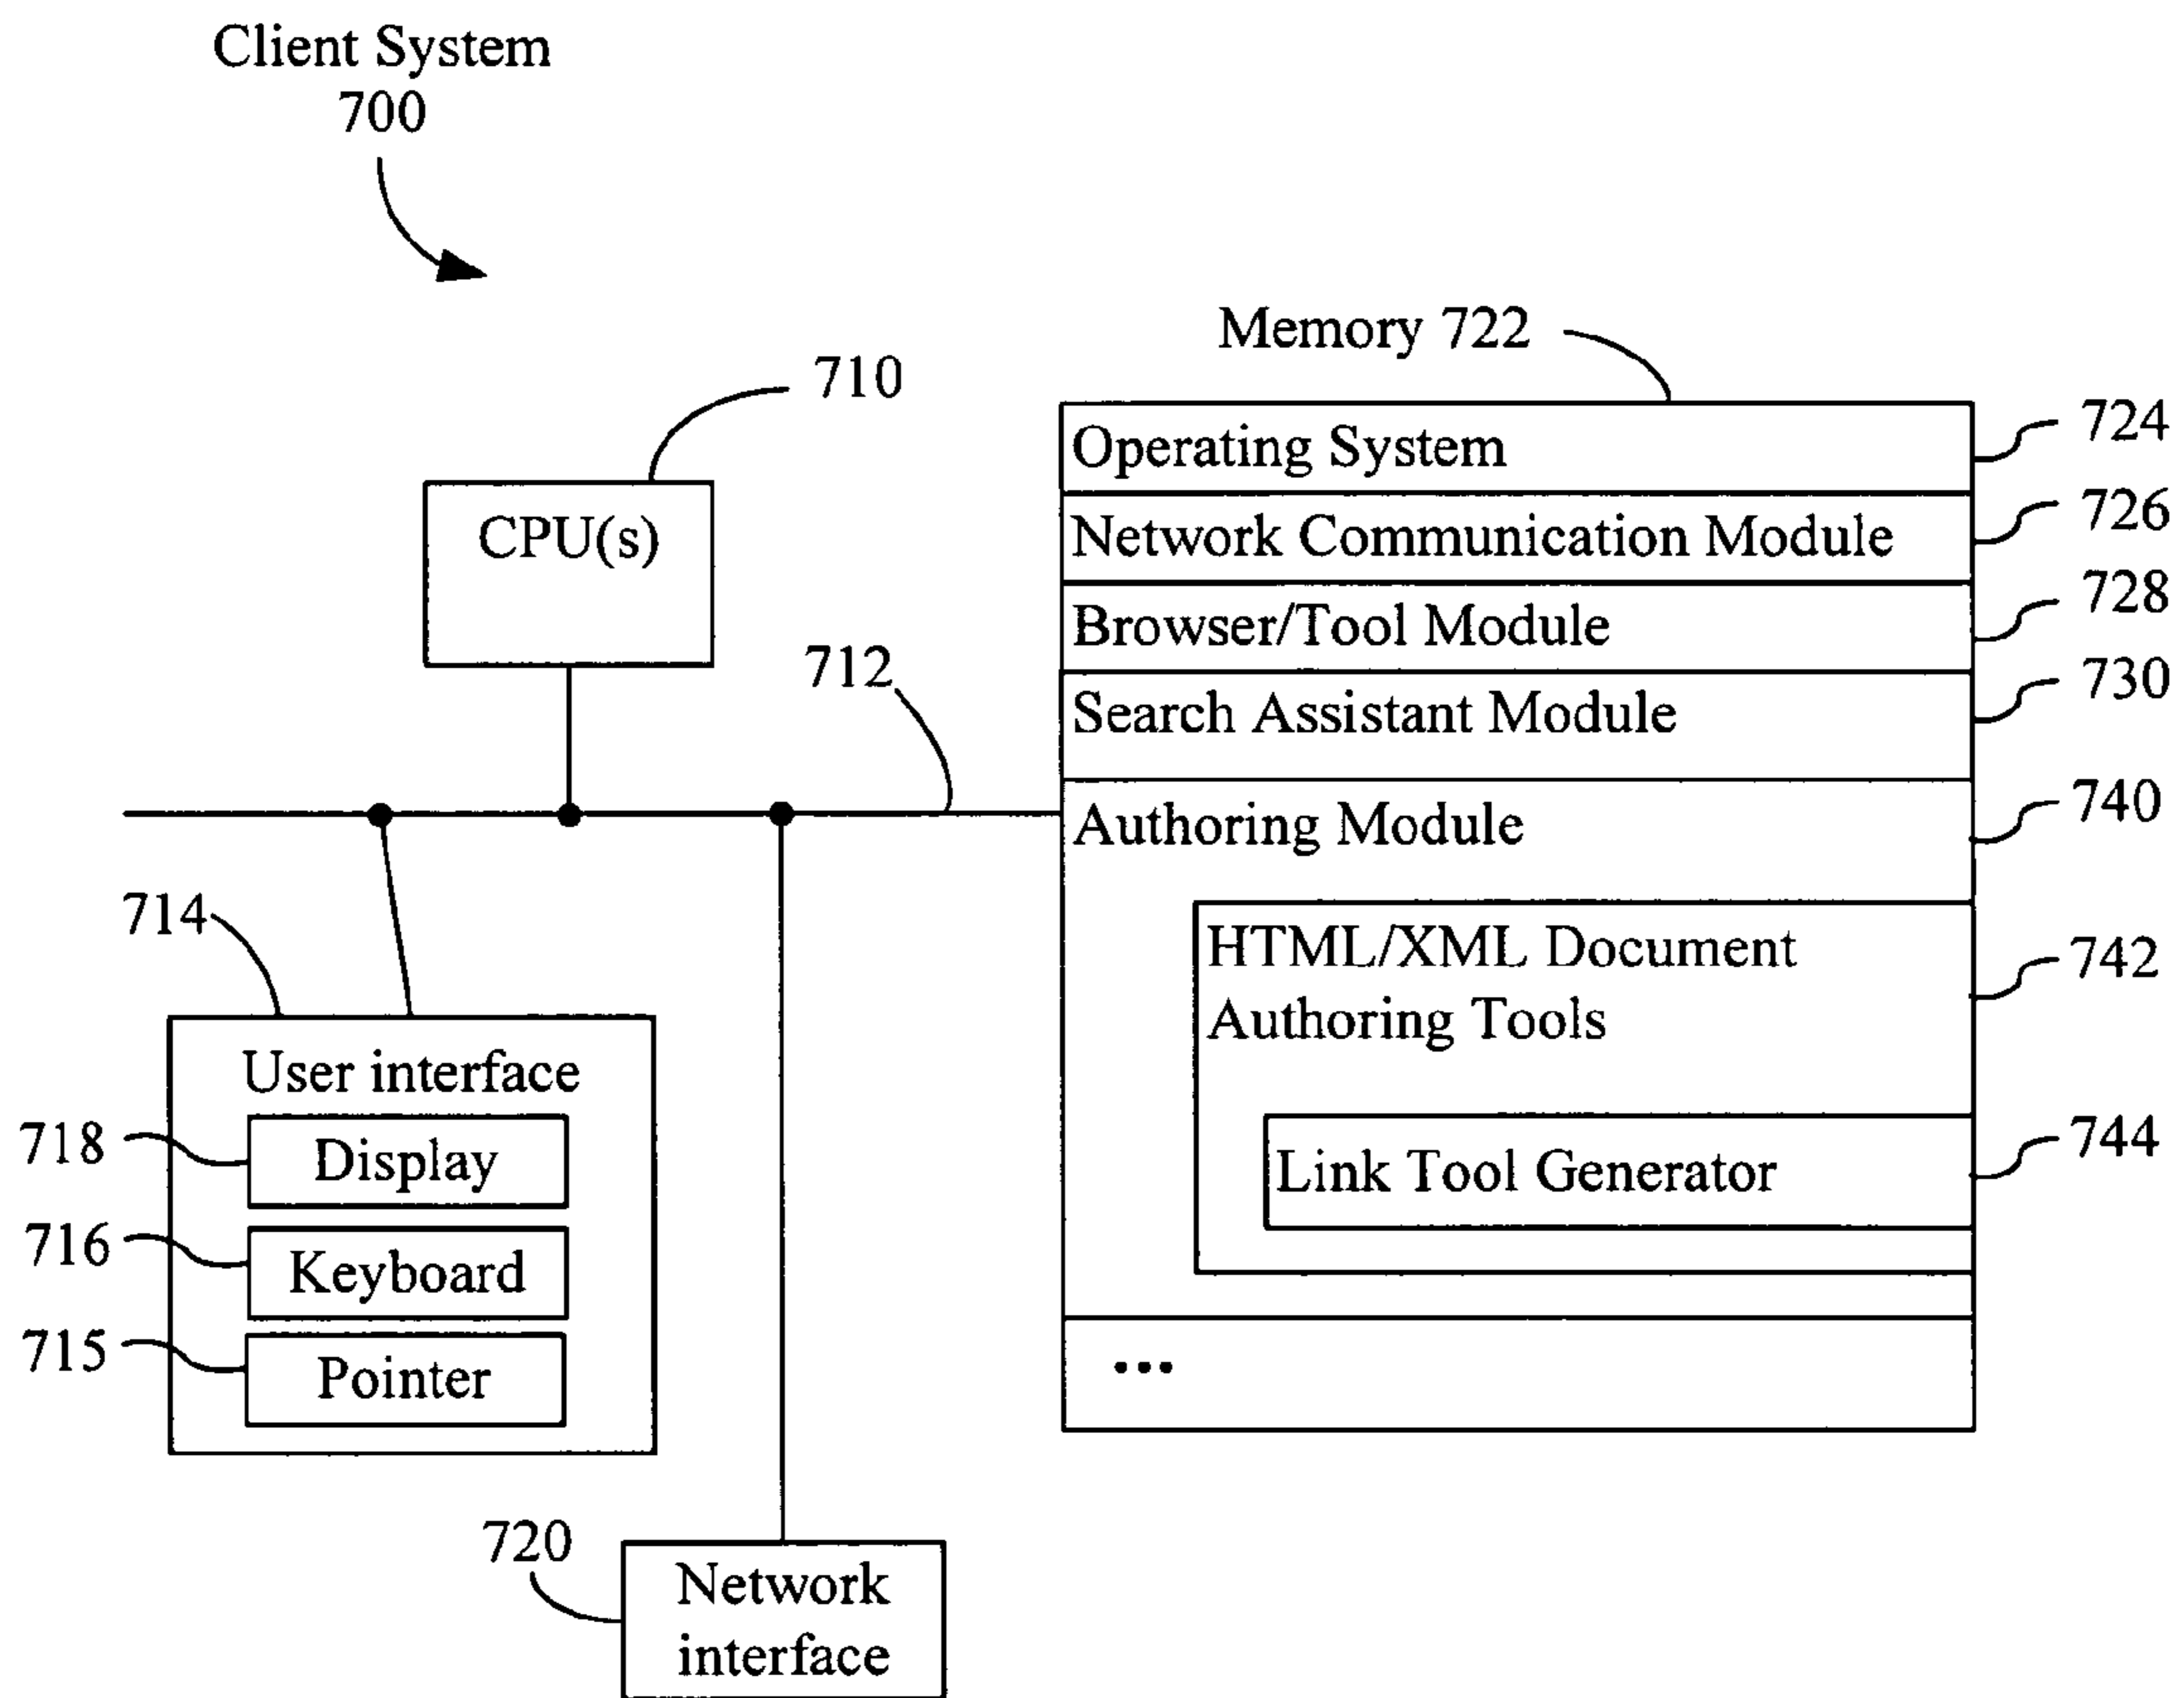 Client System
700
Memory 722
710
CPU(s)
712
Operating System
724
Network Communication Module
726
Browser/Tool Module
728
Search Assistant Module
730
Authoring Module
740
HTML/XML Document
Authoring Tools
742
Link Tool Generator
744
...
714
User interface
718
Display
716
Keyboard
715
Pointer
720
Network
interface